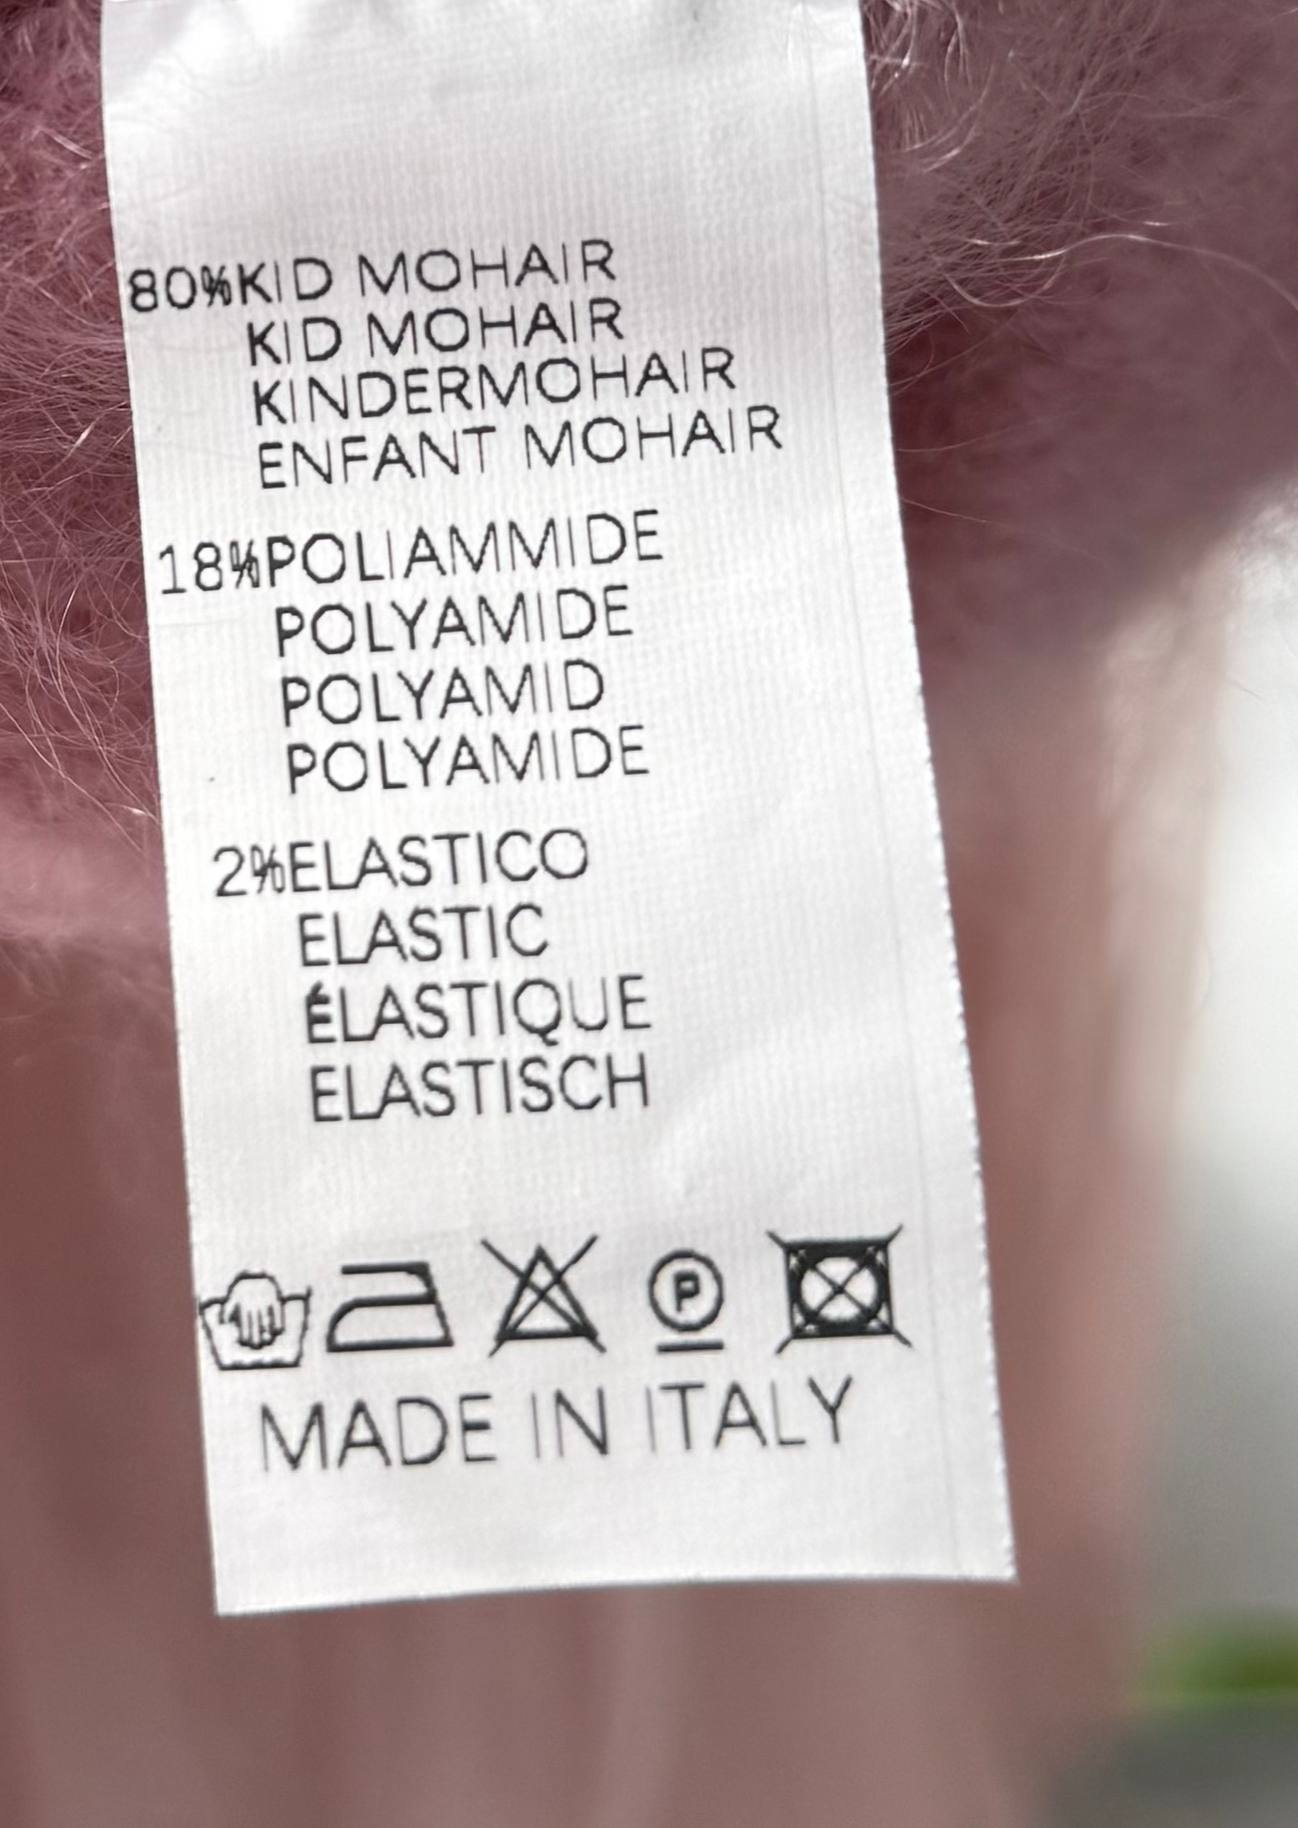 80%KID MOHAIR
KID MOHAIR
KINDERMOHAIR
ENFANT MOHAIR
18%POLIAMMIDE
POLYAMIDE
POLYAMID
POLYAMIDE
2%ELASTICO
ELASTIC
ÉLASTIQUE
ELASTISCH
P
MADE IN ITALY